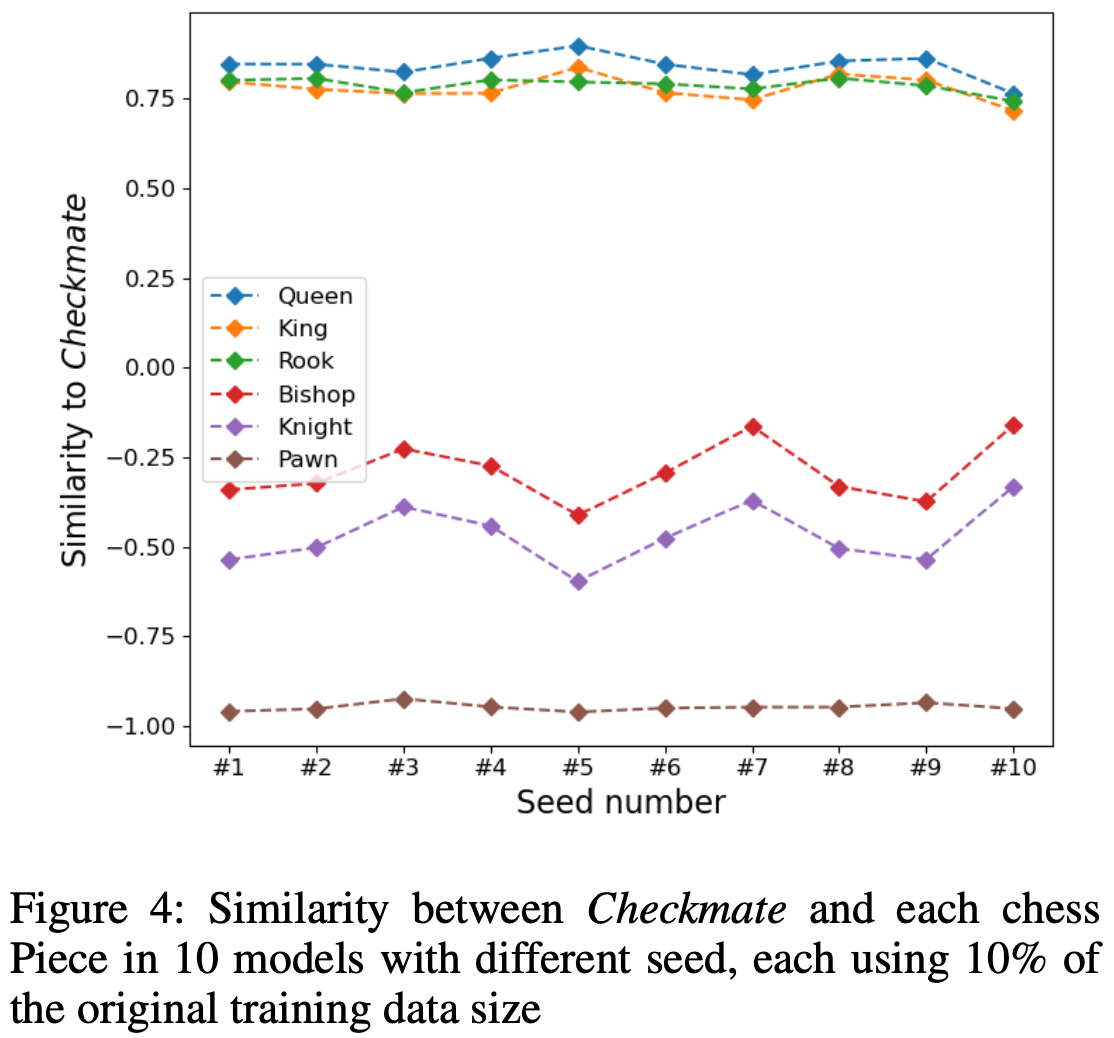 0.75
0.50
0.25
0.00
−0.25
−0.50
−0.75
−1.00
Similarity to Checkmate
Queen
King
Rook
Bishop
Knight
Pawn
#1 #2 #3 #4 #5 #6 #7 #8 #9 #10
Seed number
Figure 4: Similarity between Checkmate and each chess
Piece in 10 models with different seed, each using 10% of
the original training data size